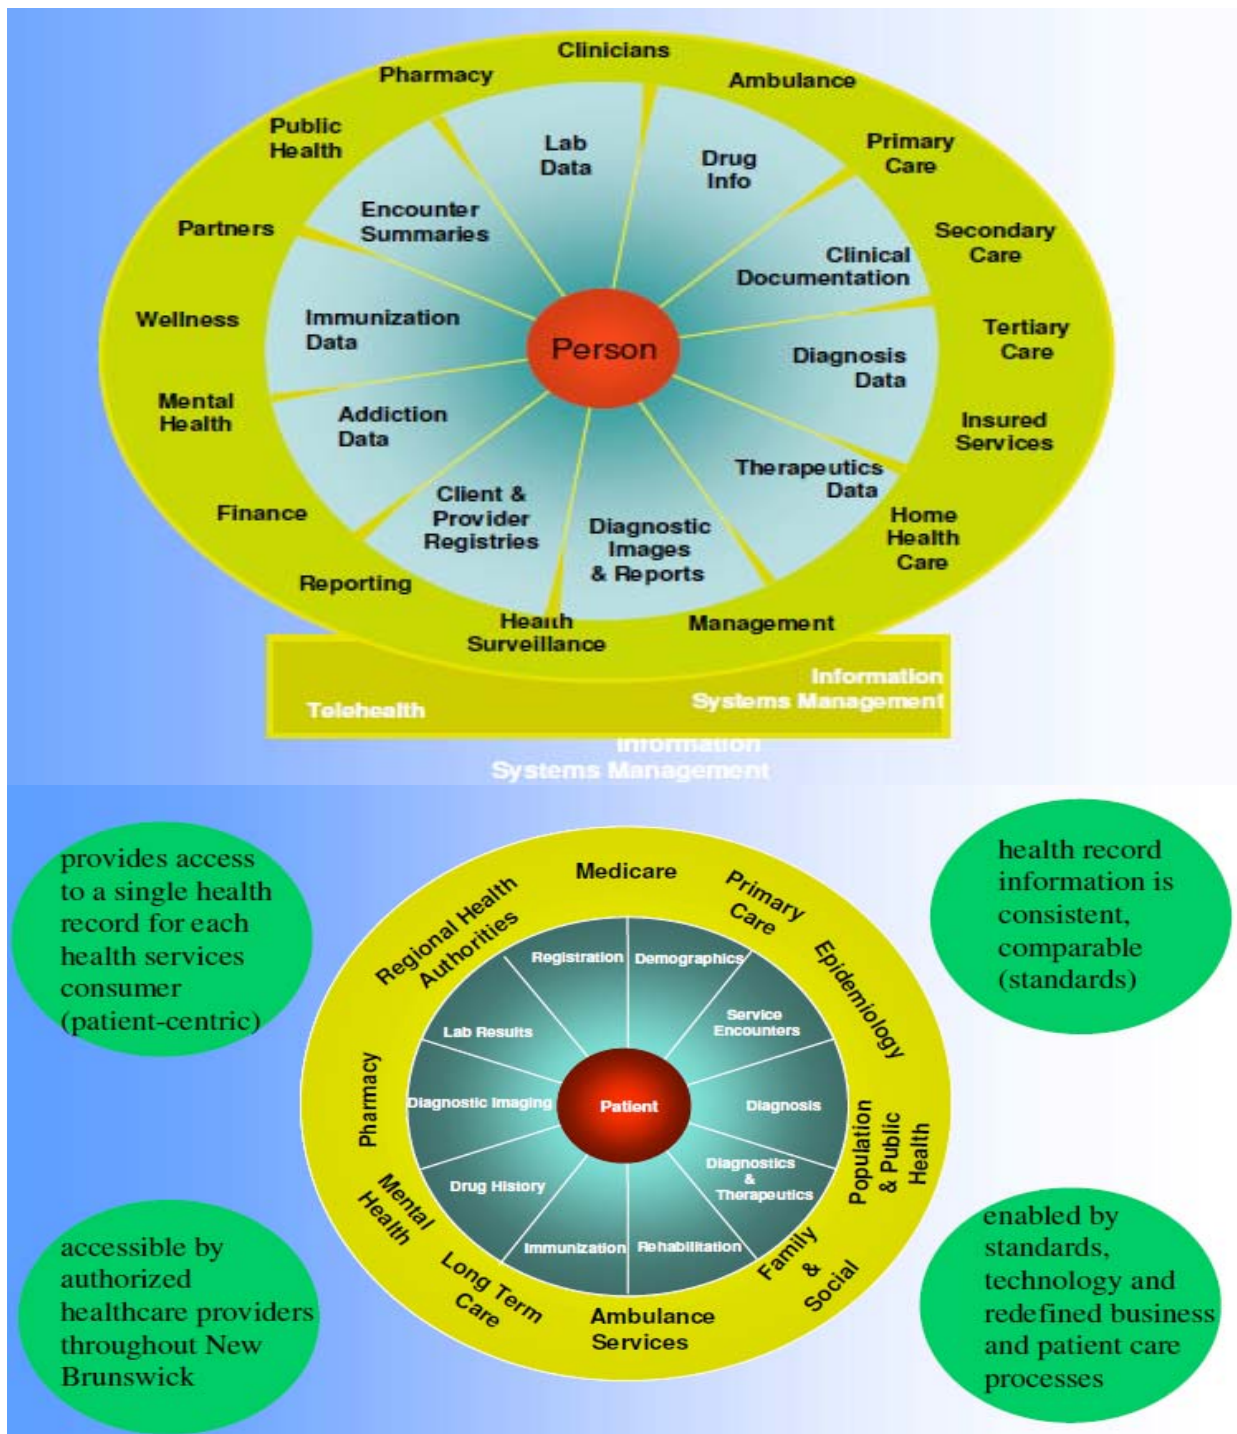 Clinicians
Pharmacy
Ambulance
Public
Health
Primary
Care
Lab
Data
Drug
Info
Partners
Encounter
Summaries
Secondary
Care
Clinical
Documentation
Wellness
Immunization
Data
Person
Tertiary
Care
Diagnosis
Data
Mental
Health
Addiction
Data
Insured
Services
Therapeutics
Data
Finance
Client &
Provider
Registries
Diagnostic
Images
& Reports
Home
Health
Care
Reporting
Health
Surveillance
Management
Telehealth
Information
Systems Management
Information
Systems Management
provides access
to a single health
record for each
health services
consumer
(patient-centric)
health record
information is
consistent,
comparable
(standards)
Medicare
Regional Health
Authorities
Primary
Care
Epidemiology
Registration
Demographics
Lab Results
Service
Encounters
Pharmacy
Diagnostic Imaging
Patient
Diagnosis
Population
& Public
Health
Drug History
Diagnostics
&
Therapeutics
Mental
Health
Immunization
Rehabilitation
Family
&
Social
Long Term
Care
Ambulance
Services
accessible by
authorized
healthcare providers
throughout New
Brunswick
enabled by
standards,
technology and
redefined business
and patient care
processes